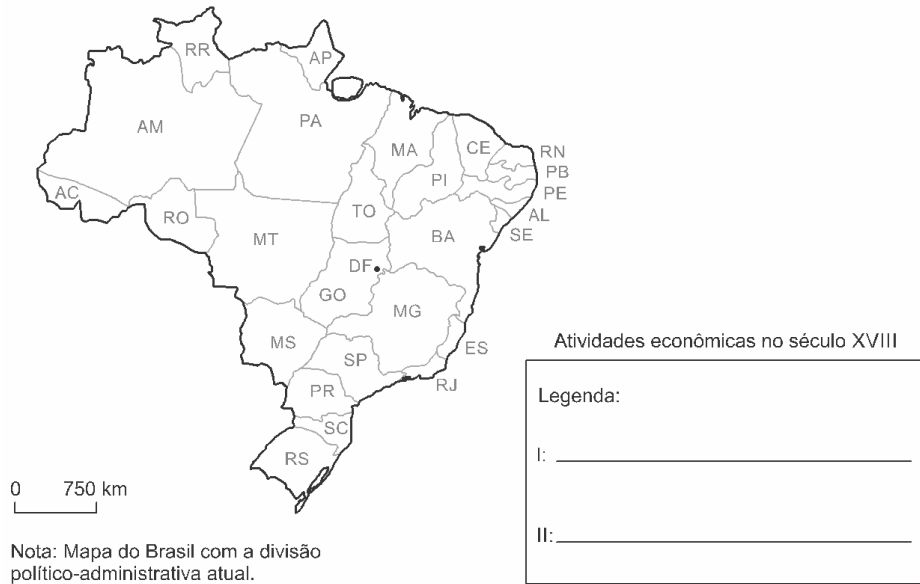 RR
AP
AM
PA
MA
CE
RN
PB
PI
PE
AC
AL
TO
RO
SE
BA
MT
DF
GO
MG
MS
ES
SP
RJ
PR
SC
RS
0 750 km
Nota: Mapa do Brasil com a divisão
político-administrativa atual.
Atividades econômicas no século XVIII
Legenda:
I:
II: